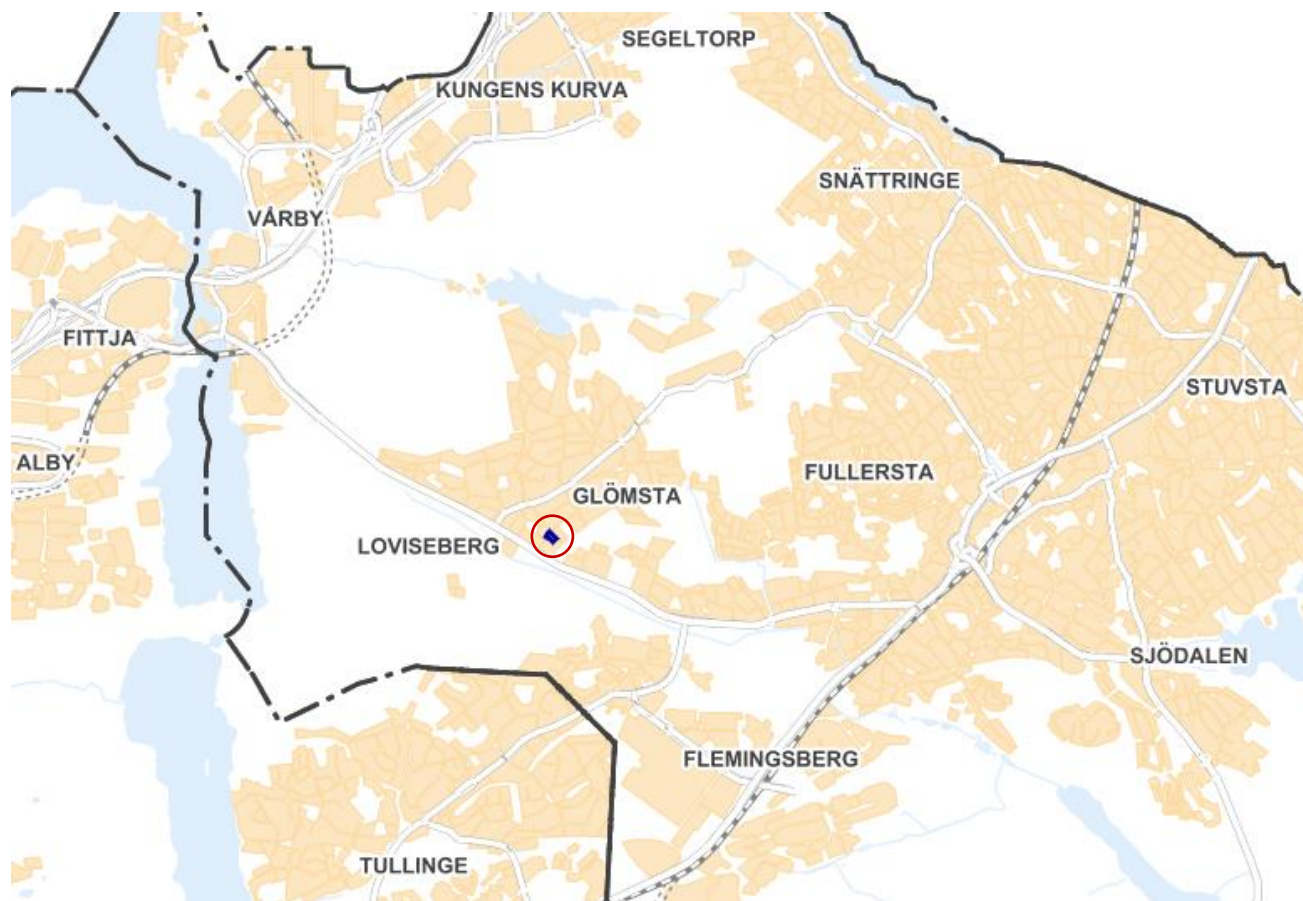 SEGELTORP
KUNGENS KURVA
SNÄTTRINGE
VÅRBY
FITTJA
STUVSTA
ALBY
FULLERSTA
GLÖMSTA
LOVISEBERG
SJÖDALEN
FLEMINGSBERG
TULLINGE